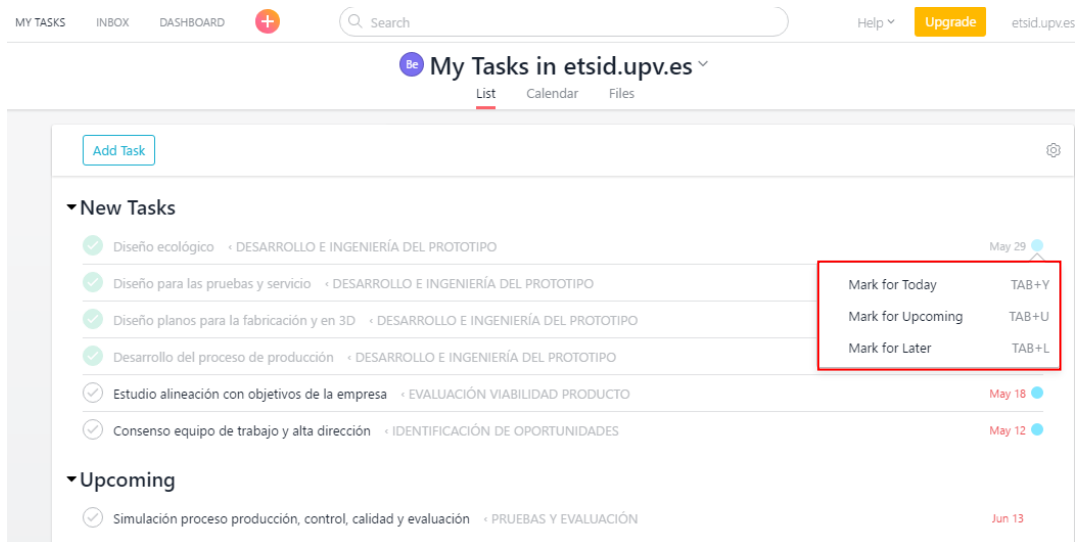 MY TASKS INBOX DASHBOARD + Search Help Upgrade etsid.upv.es
Be My Tasks in etsid.upv.es
List Calendar Files
Add Task
New Tasks
Diseño ecológico ‹ DESARROLLO E INGENIERÍA DEL PROTOTIPO May 29
Diseño para las pruebas y servicio ‹ DESARROLLO E INGENIERÍA DEL PROTOTIPO
Mark for Today TAB+Y
Diseño planos para la fabricación y en 3D ‹ DESARROLLO E INGENIERÍA DEL PROTOTIPO
Mark for Upcoming TAB+U
Desarrollo del proceso de producción ‹ DESARROLLO E INGENIERÍA DEL PROTOTIPO
Mark for Later TAB+L
Estudio alineación con objetivos de la empresa ‹ EVALUACIÓN VIABILIDAD PRODUCTO May 18
Consenso equipo de trabajo y alta dirección ‹ IDENTIFICACIÓN DE OPORTUNIDADES May 12
Upcoming
Simulación proceso producción, control, calidad y evaluación ‹ PRUEBAS Y EVALUACIÓN Jun 13